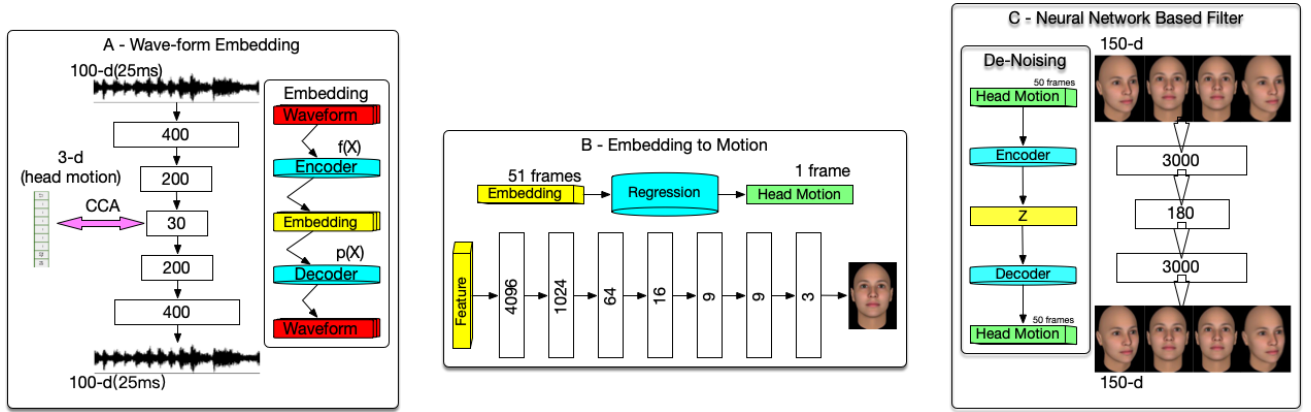 A - Wave-form Embedding
100-d(25ms)
400
200
3-d
(head motion)
CCA
30
200
400
100-d(25ms)
Embedding
Waveform
f(X)
Encoder
Embedding
p(X)
Decoder
Waveform
B - Embedding to Motion
51 frames
1 frame
Embedding
Regression
Head Motion
Feature
4096
1024
64
16
9
9
3
C - Neural Network Based Filter
De-Noising
50 frames
Head Motion
Encoder
Z
Decoder
50 frames
Head Motion
150-d
3000
180
3000
150-d